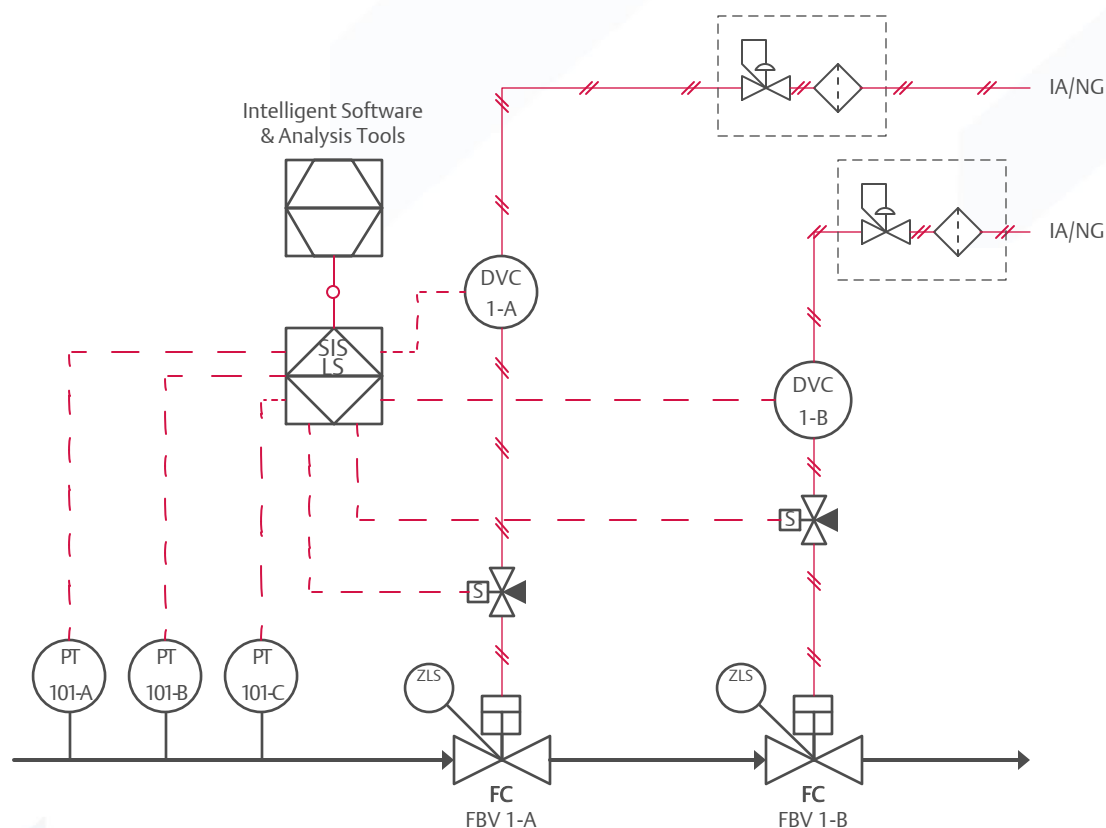 IA/NG
Intelligent Software
& Analysis Tools
IA/NG
DVC
1-A
SIS
LS
DVC
1-B
S
S
PT
101-A
PT
101-B
PT
101-C
ZLS
ZLS
FC
FBV 1-A
FC
FBV 1-B